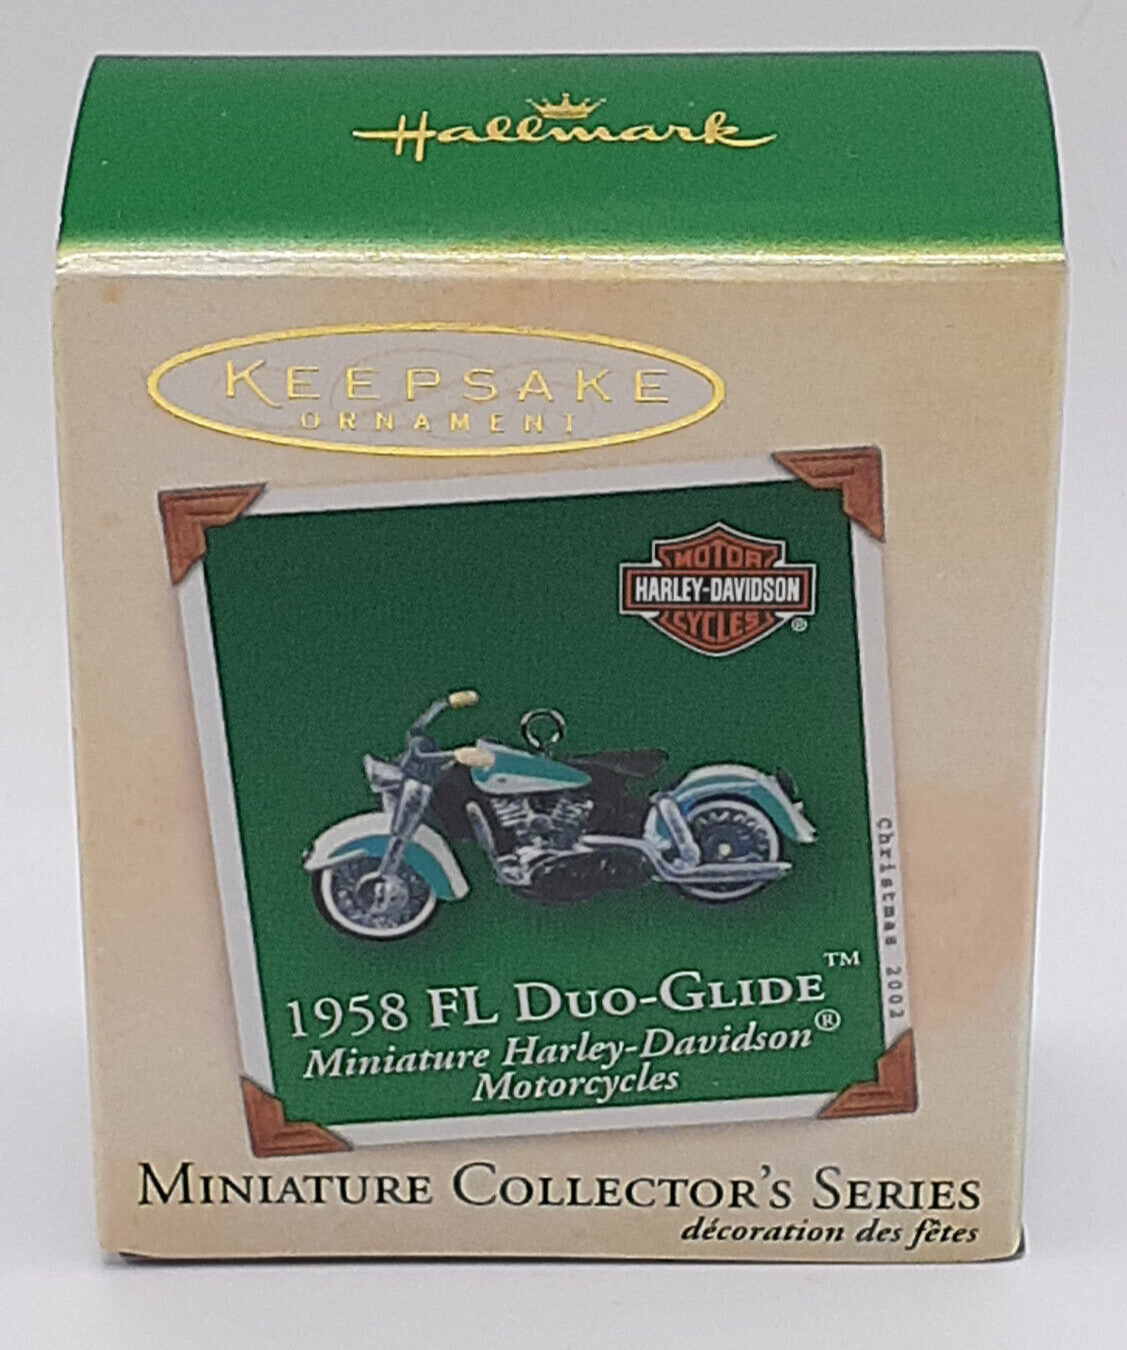 Hallmark
KEEPSAKE
ORNAMENT
MOTOR
HARLEY-DAVIDSON
CYCLES
®
Christmas 2003
1958 FL DUO-GLIDE™
Miniature Harley-Davidson®
Motorcycles
MINIATURE COLLECTOR'S SERIES
décoration des fêtes